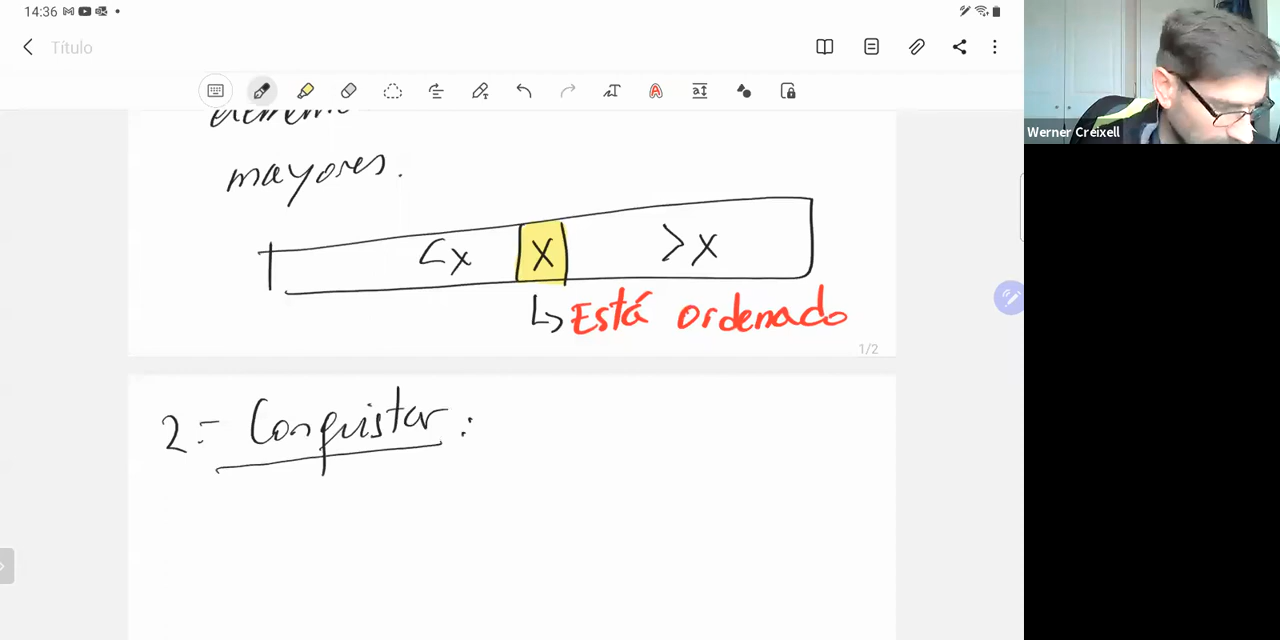 14:36
Título
mayores.
<x x >x
↳ Está ordenado
1/2
2.- Conquistar:
Werner Creixell